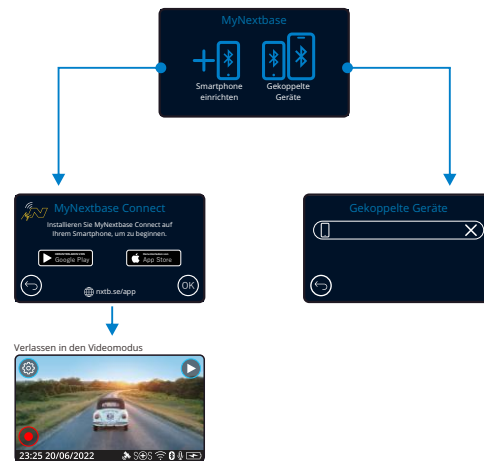 MyNextbase
Smartphone
einrichten
Gekoppelte
Geräte
MyNextbase Connect
Installieren Sie MyNextbase Connect auf
Ihrem Smartphone, um zu beginnen.
Google Play
App Store
nxtb.se/app
OK
Gekoppelte Geräte
Verlassen in den Videomodus
23:25 20/06/2022 SOS